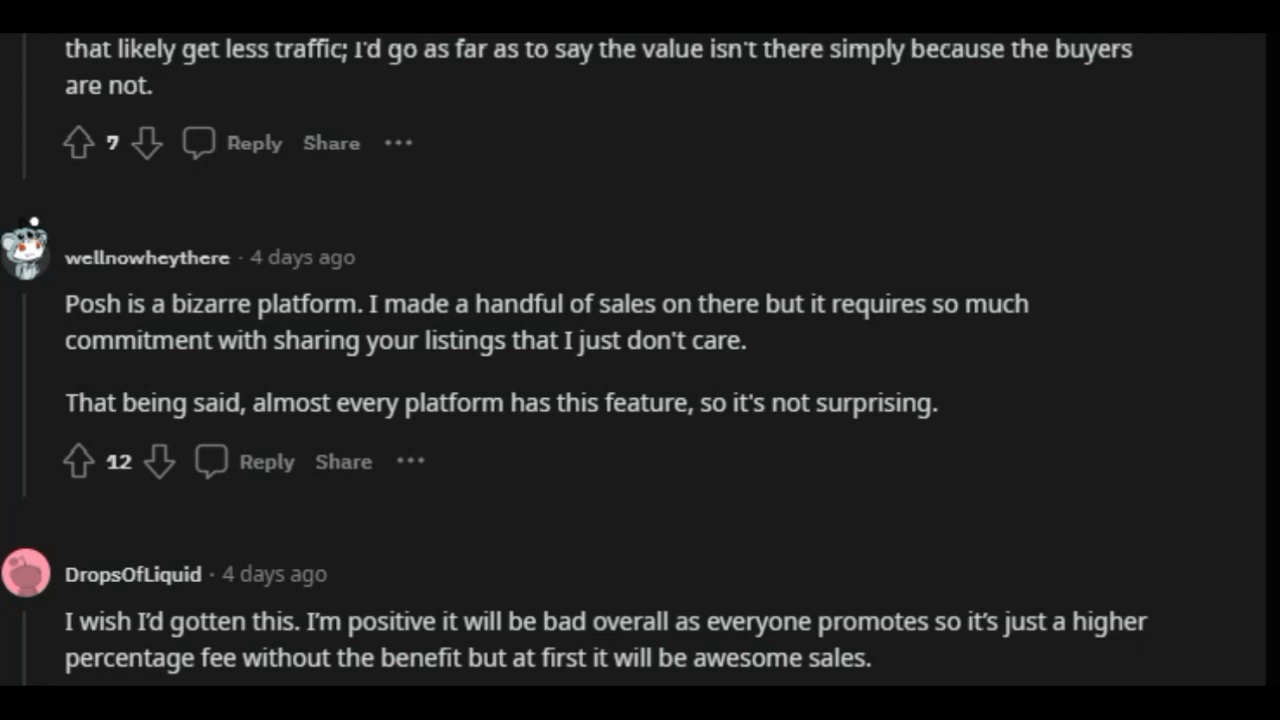 that likely get less traffic; I'd go as far as to say the value isn't there simply because the buyers
are not.
7 Reply Share
wellnowheythere · 4 days ago
Posh is a bizarre platform. I made a handful of sales on there but it requires so much
commitment with sharing your listings that I just don't care.
That being said, almost every platform has this feature, so it's not surprising.
12 Reply Share
DropsOfLiquid · 4 days ago
I wish I’d gotten this. I’m positive it will be bad overall as everyone promotes so it’s just a higher
percentage fee without the benefit but at first it will be awesome sales.